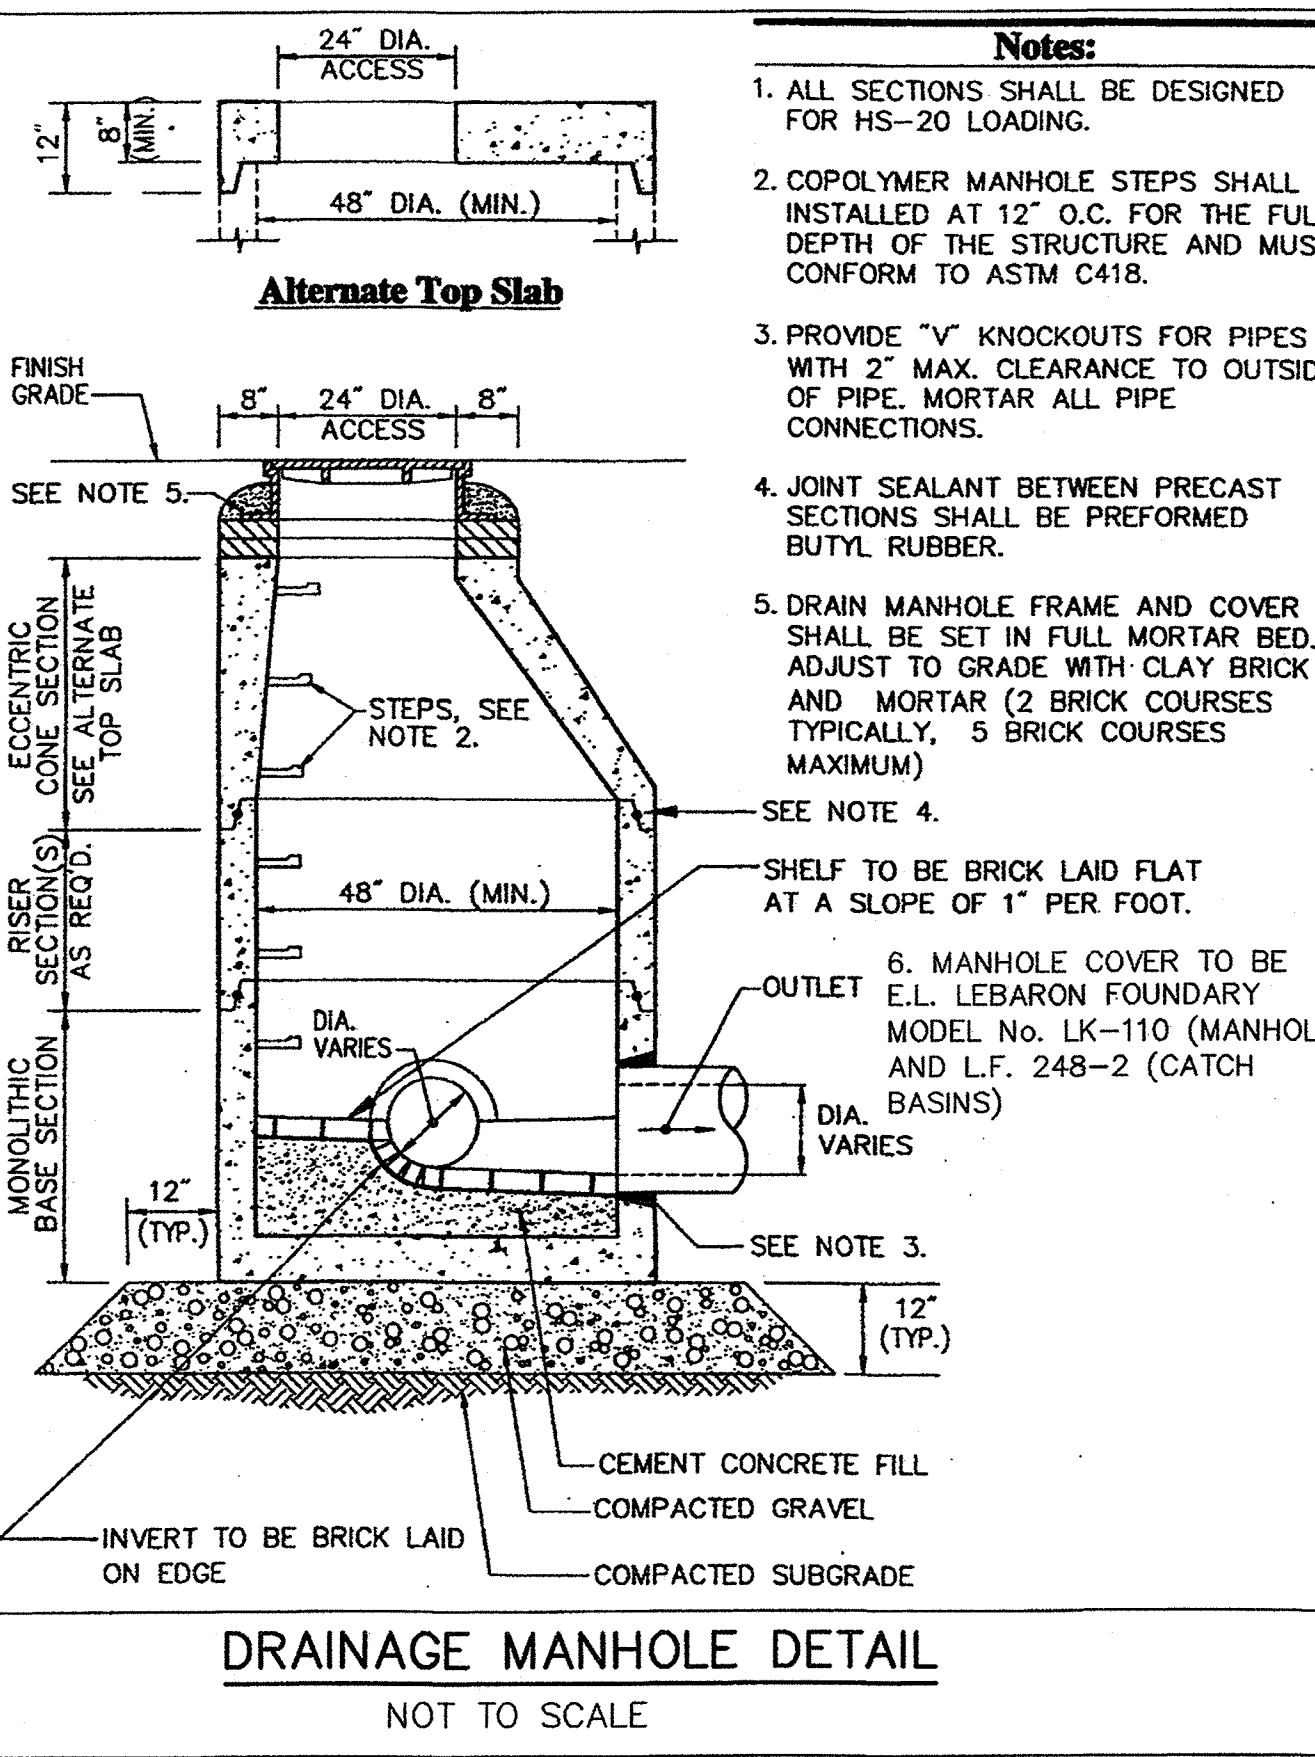 24" DIA.
ACCESS
12"
8"
(MIN.)
48" DIA. (MIN.)
Alternate Top Slab
FINISH
GRADE
8"
24" DIA.
ACCESS
8"
SEE NOTE 5.
ECCENTRIC
CONE SECTION
SEE ALTERNATE
TOP SLAB
STEPS, SEE
NOTE 2.
RISER
SECTION(S)
AS REQ'D.
48" DIA. (MIN.)
MONOLITHIC
BASE SECTION
DIA.
VARIES
12"
(TYP.)
Notes:
1. ALL SECTIONS SHALL BE DESIGNED
FOR HS-20 LOADING.
2. COPOLYMER MANHOLE STEPS SHALL
INSTALLED AT 12" O.C. FOR THE FUL
DEPTH OF THE STRUCTURE AND MUS
CONFORM TO ASTM C418.
3. PROVIDE "V" KNOCKOUTS FOR PIPES
WITH 2" MAX. CLEARANCE TO OUTSID
OF PIPE. MORTAR ALL PIPE
CONNECTIONS.
4. JOINT SEALANT BETWEEN PRECAST
SECTIONS SHALL BE PREFORMED
BUTYL RUBBER.
5. DRAIN MANHOLE FRAME AND COVER
SHALL BE SET IN FULL MORTAR BED.
ADJUST TO GRADE WITH CLAY BRICK
AND MORTAR (2 BRICK COURSES
TYPICALLY, 5 BRICK COURSES
MAXIMUM)
SEE NOTE 4.
SHELF TO BE BRICK LAID FLAT
AT A SLOPE OF 1" PER FOOT.
OUTLET
6. MANHOLE COVER TO BE
E.L. LEBARON FOUNDARY
MODEL No. LK-110 (MANHOL
AND L.F. 248-2 (CATCH
BASINS)
DIA.
VARIES
SEE NOTE 3.
12"
(TYP.)
CEMENT CONCRETE FILL
COMPACTED GRAVEL
INVERT TO BE BRICK LAID
ON EDGE
COMPACTED SUBGRADE
DRAINAGE MANHOLE DETAIL
NOT TO SCALE